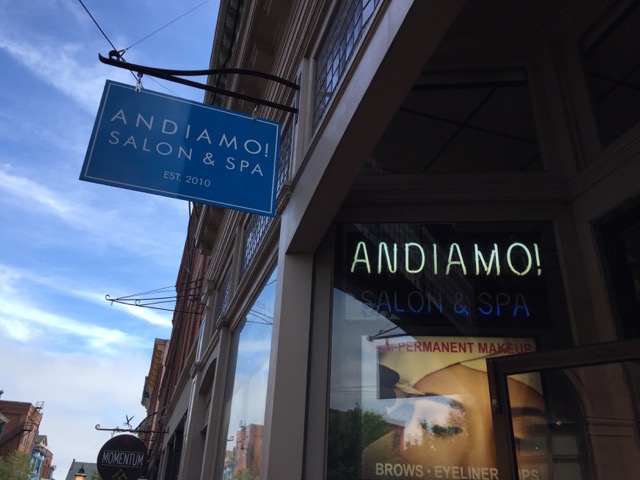 ANDIAMO!
SALON & SPA
EST. 2010
ANDIAMO!
SALON & SPA
-PERMANENT MAKEUP
BROWS · EYELINER
MOMENTUM